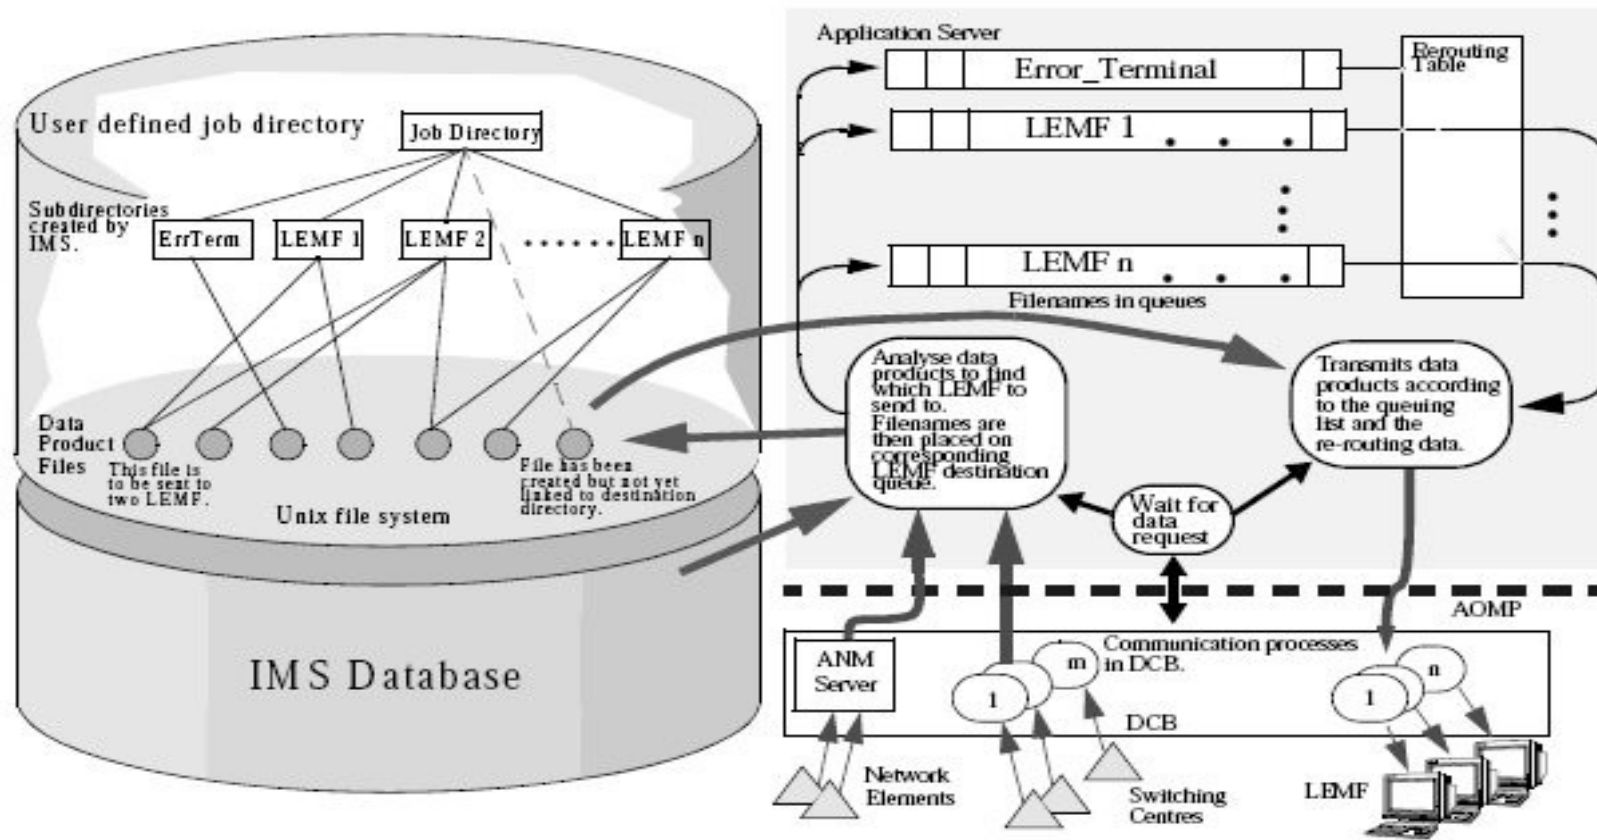 User defined job directory
Job Directory
Subdirectories
created by
IMS.
ErrTerm
LEMF 1
LEMF 2
LEMF n
Data
Product
Files
This file is
to be sent to
two LEMF.
File has been
created but not yet
linked to destination
directory.
Unix file system
IMS Database
Application Server
Error_Terminal
LEMF 1
LEMF n
Filenames in queues
Rerouting
Table
Analyse data
products to find
which LEMF to
send to.
Filenames are
then placed on
corresponding
LEMF destination
queue.
Transmits data
products according
to the queuing
list and the
re-routing data.
Wait for
data
request
AOMP
ANM
Server
Communication processes
in DCB.
1
m
DCB
1
n
Network
Elements
Switching
Centres
LEMF